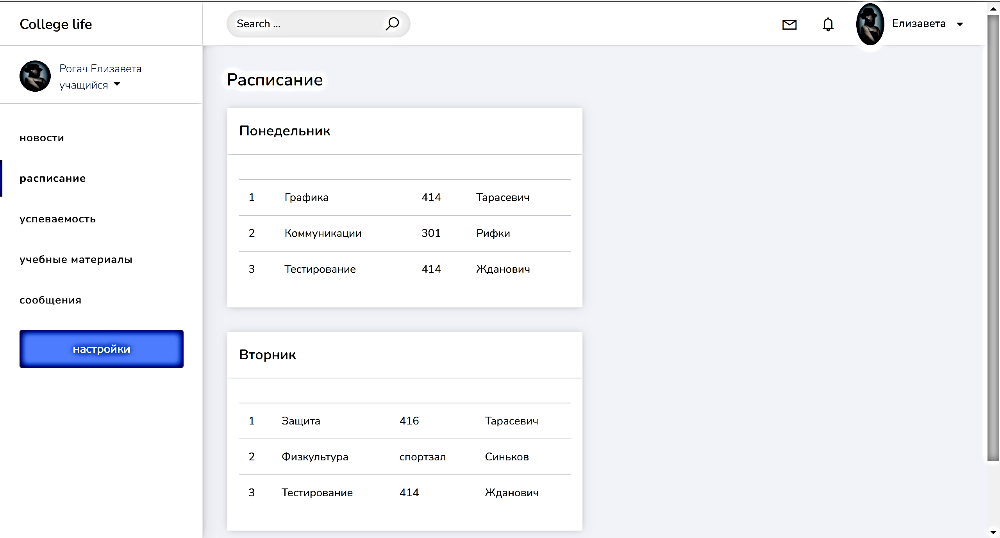 College life
Search ...
Елизавета
Рогач Елизавета
учащийся
новости
расписание
успеваемость
учебные материалы
сообщения
настройки
Расписание
Понедельник
1 Графика 414 Тарасевич
2 Коммуникации 301 Рифки
3 Тестирование 414 Жданович
Вторник
1 Защита 416 Тарасевич
2 Физкультура спортзал Синьков
3 Тестирование 414 Жданович